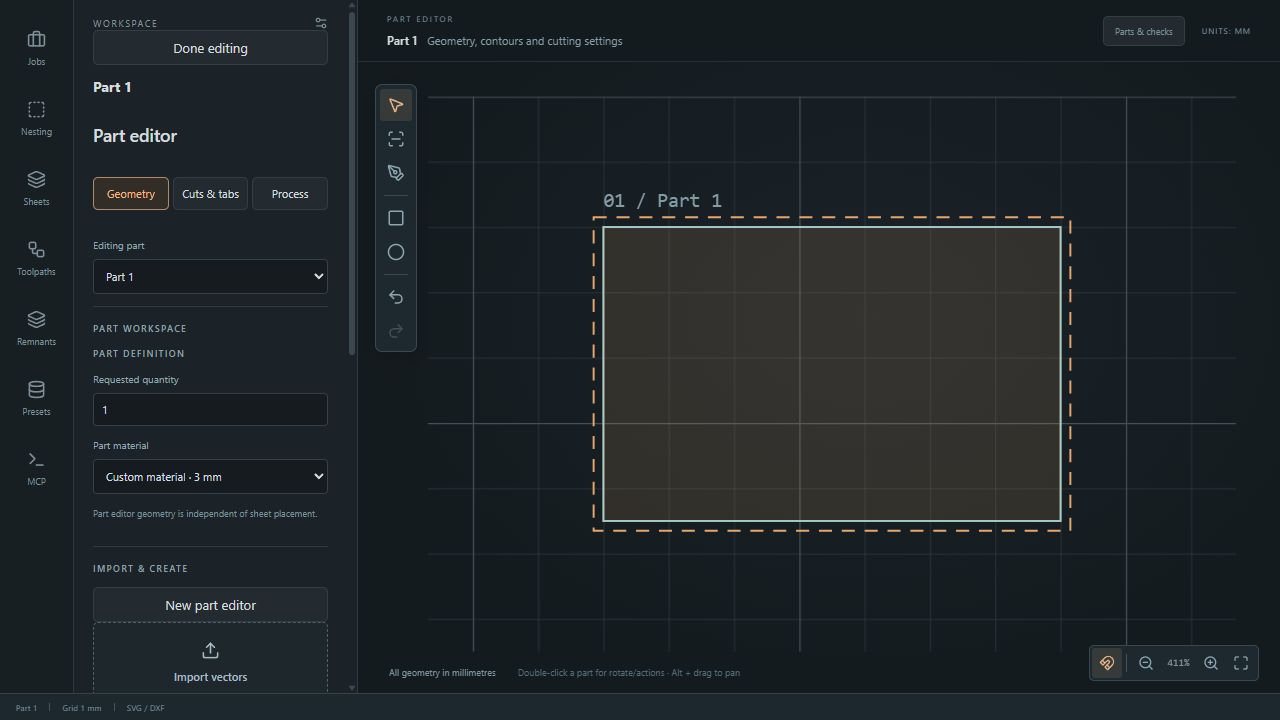 Jobs
Nesting
Sheets
Toolpaths
Remnants
Presets
MCP
WORKSPACE
Done editing
Part 1
Part editor
Geometry
Cuts & tabs
Process
Editing part
Part 1
PART WORKSPACE
PART DEFINITION
Requested quantity
1
Part material
Custom material · 3 mm
Part editor geometry is independent of sheet placement.
IMPORT & CREATE
New part editor
Import vectors
PART EDITOR
Part 1 Geometry, contours and cutting settings
Parts & checks
UNITS: MM
01 / Part 1
All geometry in millimetres
Double-click a part for rotate/actions · Alt + drag to pan
411%
Part 1
Grid 1 mm
SVG / DXF